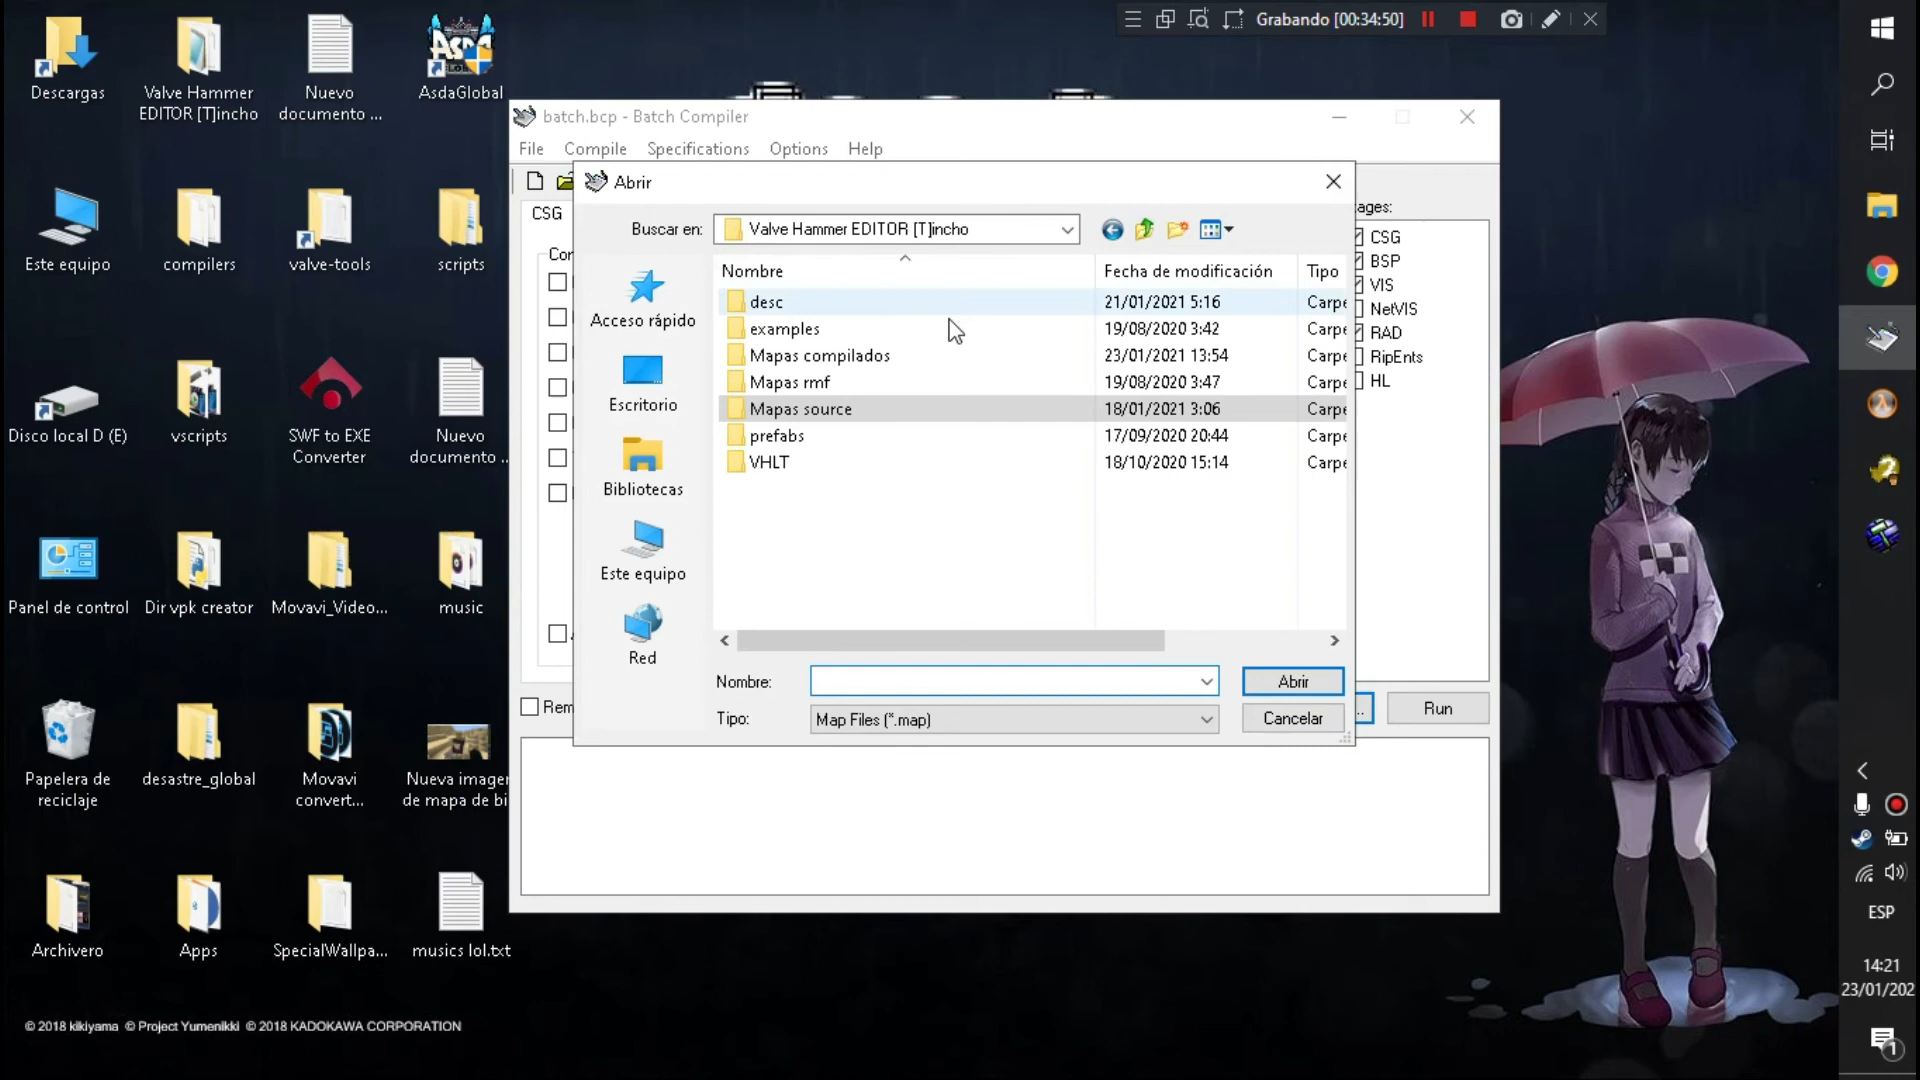 Grabando [00:34:50]
Descargas
Valve Hammer
EDITOR [T]incho
Nuevo
documento ...
AsdaGlobal
Este equipo
compilers
valve-tools
scripts
Disco local D (E)
vscripts
SWF to EXE
Converter
Nuevo
documento ..
Panel de control
Dir vpk creator
Movavi_Video...
music
Papelera de
reciclaje
desastre_global
Movavi
convert...
Nueva imagen
de mapa de bi
Archivero
Apps
SpecialWallpa...
musics lol.txt
© 2018 kikiyama © Project Yumenikki © 2018 KADOKAWA CORPORATION
batch.bcp - Batch Compiler
File Compile Specifications Options Help
CSG
Rem
Abrir
Buscar en: Valve Hammer EDITOR [T]incho
Acceso rápido
Escritorio
Bibliotecas
Este equipo
Red
Nombre Fecha de modificación Tipo
desc 21/01/2021 5:16 Carpe
examples 19/08/2020 3:42 Carpe
Mapas compilados 23/01/2021 13:54 Carpe
Mapas rmf 19/08/2020 3:47 Carpe
Mapas source 18/01/2021 3:06 Carpe
prefabs 17/09/2020 20:44 Carpe
VHLT 18/10/2020 15:14 Carpe
Nombre: Abrir
Tipo: Map Files (*.map) Cancelar
ages:
CSG
BSP
VIS
NetVIS
RAD
RipEnts
HL
.. Run
ESP
14:21
23/01/202
1